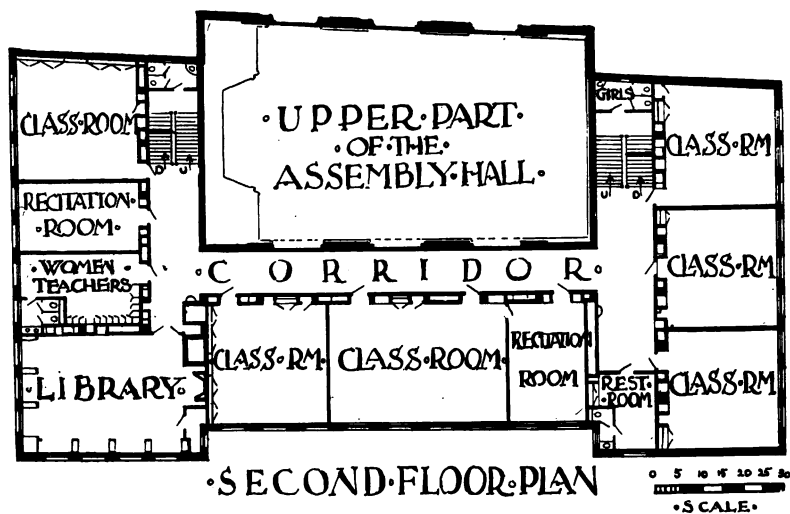 CLASS·ROOM
·UPPER·PART·
·OF·THE·
ASSEMBLY·HALL·
GIRLS
CLASS·RM
RECITATION·
·ROOM·
D U
U D
·WOMEN·
TEACHERS
·CORRIDOR·
CLASS·RM
·LIBRARY·
CLASS·RM·
CLASS·ROOM·
RECITATION
ROOM
·REST·
ROOM
CLASS·RM
·SECOND·FLOOR·PLAN
0 5 10 15 20 25 30
·SCALE·